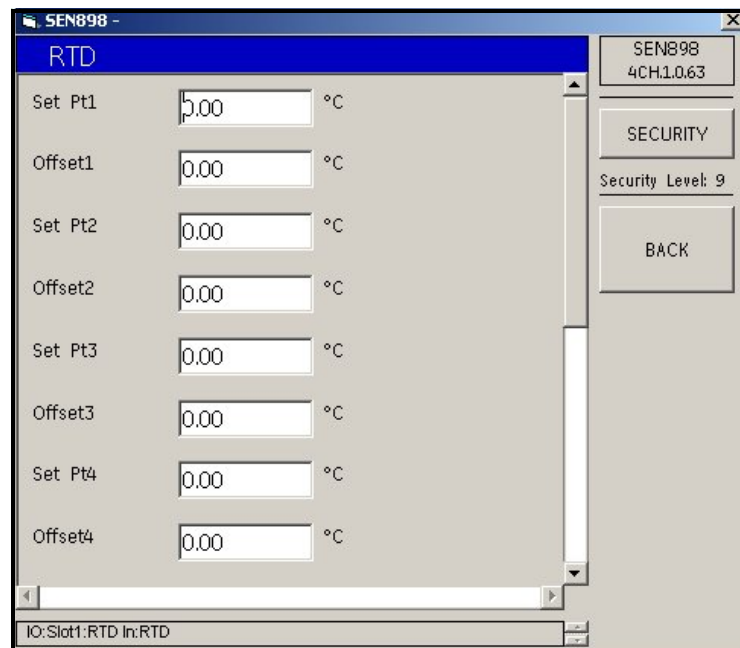 SEN898 -
RTD
Set Pt1 0.00 °C
Offset1 0.00 °C
Set Pt2 0.00 °C
Offset2 0.00 °C
Set Pt3 0.00 °C
Offset3 0.00 °C
Set Pt4 0.00 °C
Offset4 0.00 °C
IO:Slot1:RTD In:RTD
SEN898
4CH.1.0.63
SECURITY
Security Level: 9
BACK